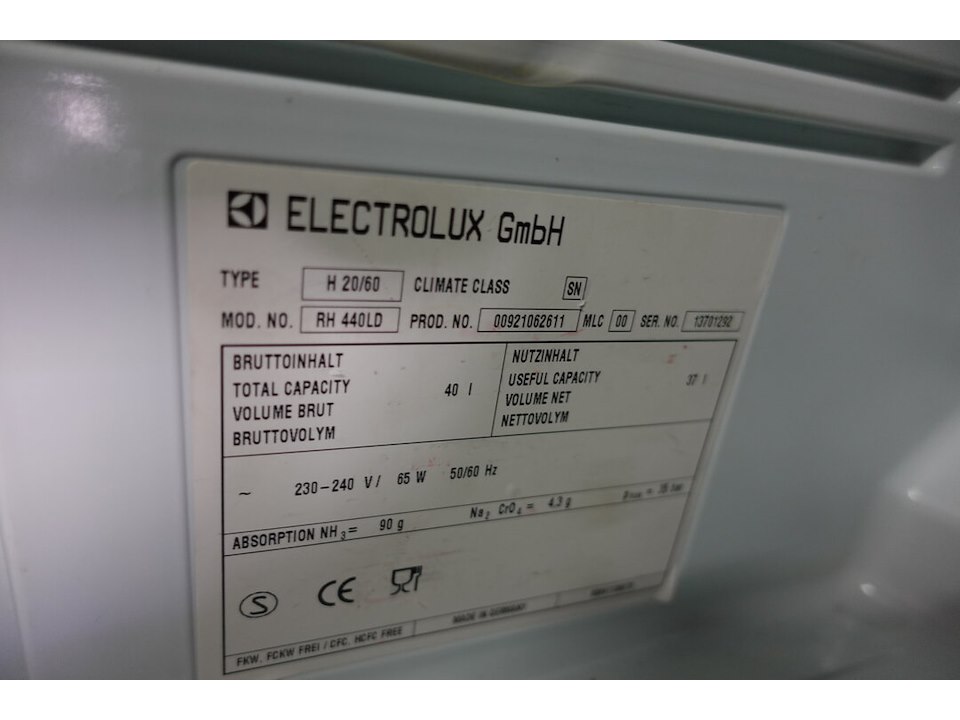 ELECTROLUX GmbH
TYPE H 20/60 CLIMATE CLASS SN
MOD. NO. RH 440LD PROD. NO. 00921062611 MLC 00 SER. NO. 13701292
BRUTTOINHALT
TOTAL CAPACITY 40 l
VOLUME BRUT
BRUTTOVOLYM
NUTZINHALT
USEFUL CAPACITY 37 l
VOLUME NET
NETTOVOLYM
~ 230-240 V/ 65 W 50/60 Hz
ABSORPTION NH₃= 90 g Na₂ CrO₄ = 4.3 g
S CE
FKW. FCKW FREI / CFC. HCFC FREE MADE IN GERMANY